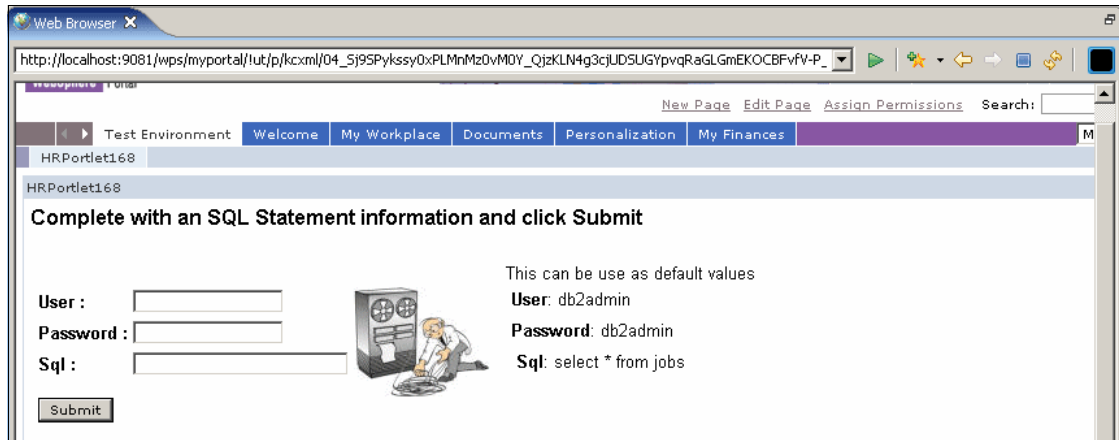 Web Browser
http://localhost:9081/wps/myportal/!ut/p/kcxml/04_Sj9SPykssy0xPLMnMz0vM0Y_QjzKLN4g3cjUDSUGYpvqRaGLGmEKOCBFvfV-P_
Portal
New Page Edit Page Assign Permissions Search:
Test Environment Welcome My Workplace Documents Personalization My Finances M
HRPortlet168
HRPortlet168
Complete with an SQL Statement information and click Submit
This can be use as default values
User : User: db2admin
Password : Password: db2admin
Sql : Sql: select * from jobs
Submit